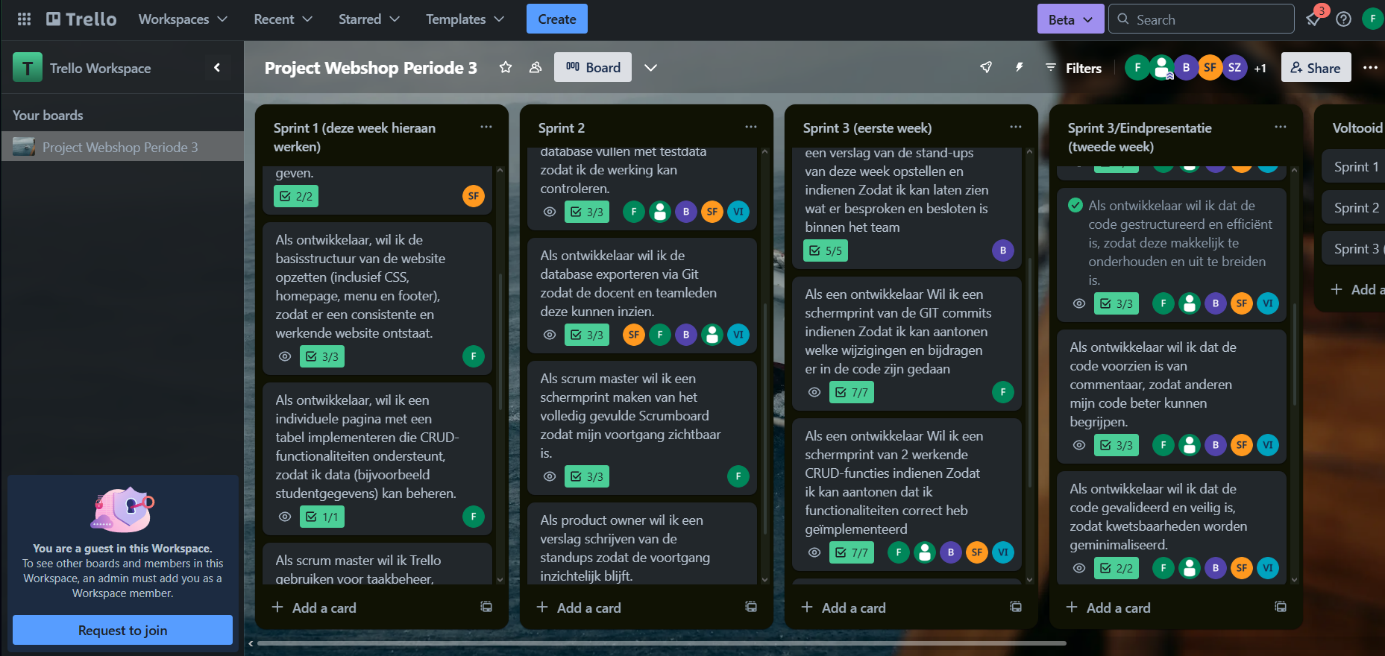 Trello
Workspaces
Recent
Starred
Templates
Create
Beta
Search
3
F
T
Trello Workspace
Your boards
Project Webshop Periode 3
You are a guest in this Workspace.
To see other boards and members in this
Workspace, an admin must add you as a
Workspace member.
Request to join
Project Webshop Periode 3
Board
Filters
F
B
SF
SZ
+1
Share
Sprint 1 (deze week hieraan
werken)
geven.
2/2
SF
Als ontwikkelaar, wil ik de
basisstructuur van de website
opzetten (inclusief CSS,
homepage, menu en footer),
zodat er een consistente en
werkende website ontstaat.
3/3
F
Als ontwikkelaar, wil ik een
individuele pagina met een
tabel implementeren die CRUD-
functionaliteiten ondersteunt,
zodat ik data (bijvoorbeeld
studentgegevens) kan beheren.
1/1
F
Als scrum master wil ik Trello
gebruiken voor taakbeheer,
Add a card
Sprint 2
database vullen met testdata
zodat ik de werking kan
controleren.
3/3
F
B
SF
VI
Als ontwikkelaar wil ik de
database exporteren via Git
zodat de docent en teamleden
deze kunnen inzien.
3/3
SF
F
B
VI
Als scrum master wil ik een
schermprint maken van het
volledig gevulde Scrumboard
zodat mijn voortgang zichtbaar
is.
3/3
F
Als product owner wil ik een
verslag schrijven van de
standups zodat de voortgang
inzichtelijk blijft.
Add a card
Sprint 3 (eerste week)
een verslag van de stand-ups
van deze week opstellen en
indienen Zodat ik kan laten zien
wat er besproken en besloten is
binnen het team
5/5
B
Als een ontwikkelaar Wil ik een
schermprint van de GIT commits
indienen Zodat ik kan aantonen
welke wijzigingen en bijdragen
er in de code zijn gedaan
7/7
F
Als een ontwikkelaar Wil ik een
schermprint van 2 werkende
CRUD-functies indienen Zodat
ik kan aantonen dat ik
functionaliteiten correct heb
geïmplementeerd
7/7
F
B
SF
VI
Add a card
Sprint 3/Eindpresentatie
(tweede week)
Als ontwikkelaar wil ik dat de
code gestructureerd en efficiënt
is, zodat deze makkelijk te
onderhouden en uit te breiden
is.
3/3
F
B
SF
VI
Als ontwikkelaar wil ik dat de
code voorzien is van
commentaar, zodat anderen
mijn code beter kunnen
begrijpen.
3/3
F
B
SF
VI
Als ontwikkelaar wil ik dat de
code gevalideerd en veilig is,
zodat kwetsbaarheden worden
geminimaliseerd.
2/2
F
B
SF
VI
Add a card
Voltooid
Sprint 1
Sprint 2
Sprint 3 (
Add a